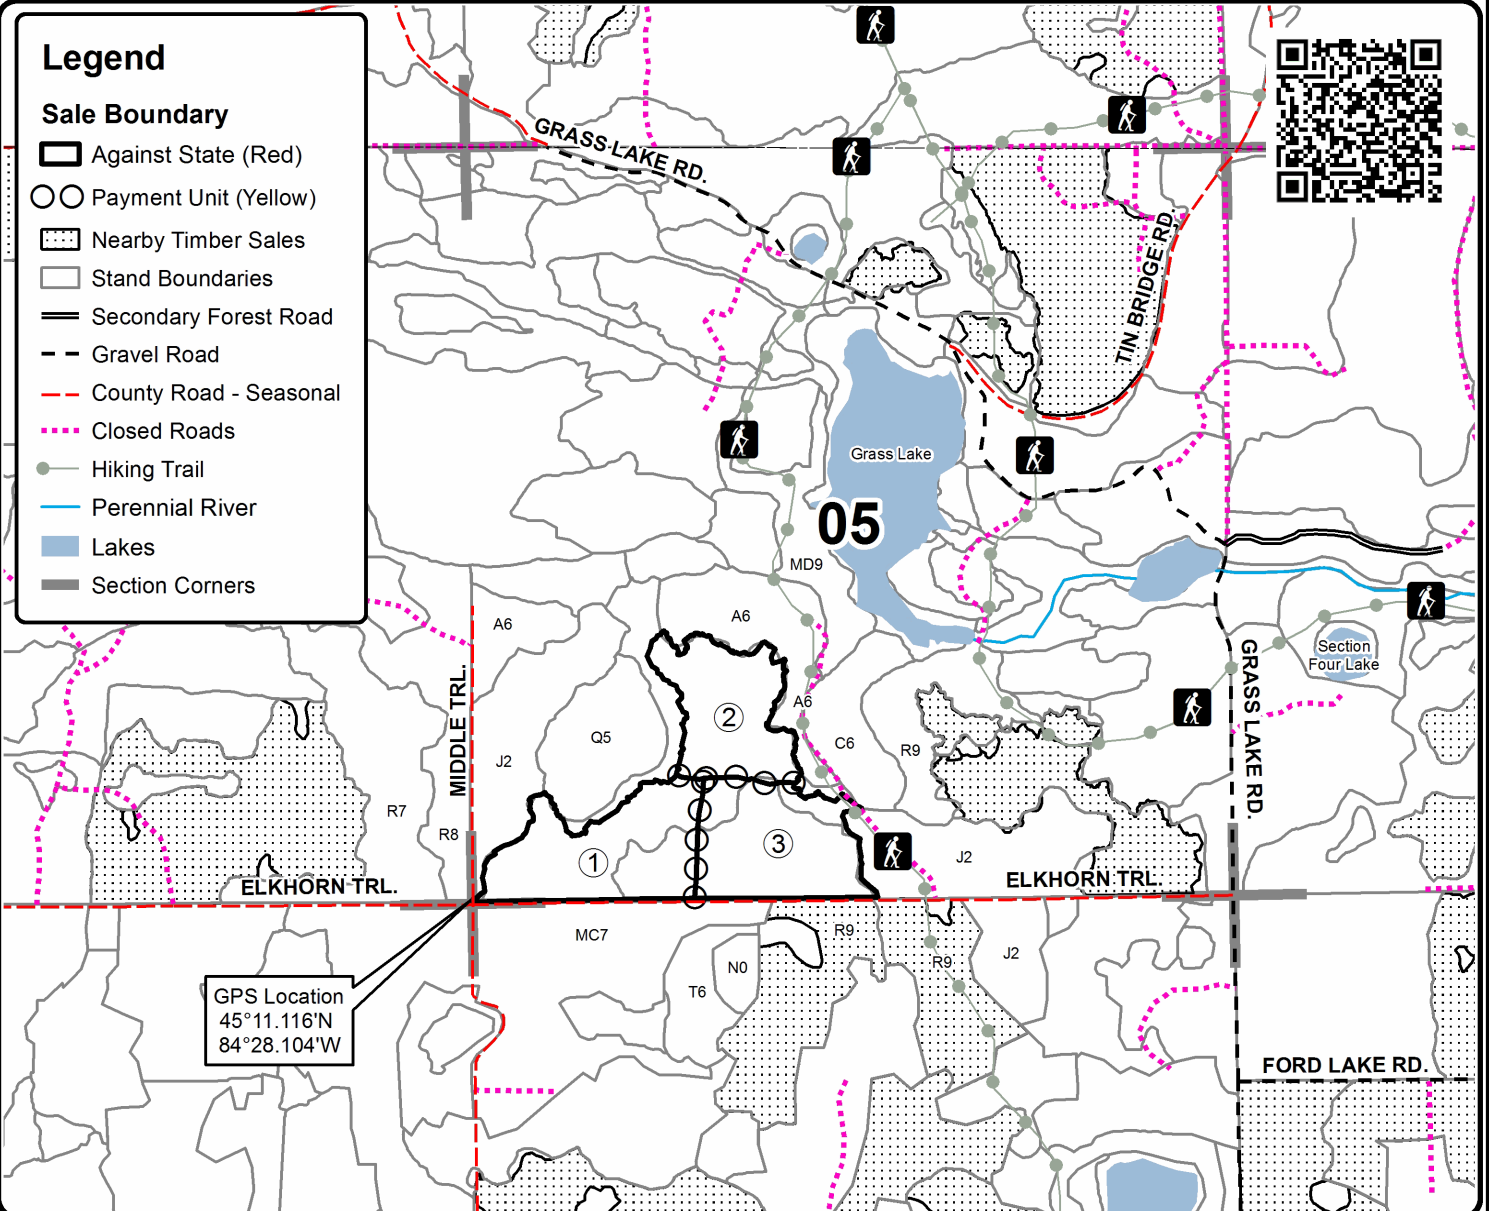 Legend
Sale Boundary
Against State (Red)
Payment Unit (Yellow)
Nearby Timber Sales
Stand Boundaries
Secondary Forest Road
Gravel Road
County Road - Seasonal
Closed Roads
Hiking Trail
Perennial River
Lakes
Section Corners
GRASS LAKE RD.
TIN BRIDGE RD.
Grass Lake
05
MD9
A6
A6
Section
Four Lake
GRASS LAKE RD.
MIDDLE TRL.
A6
2
Q5
C6
R9
J2
R7
R8
1
3
J2
ELKHORN TRL.
ELKHORN TRL.
MC7
R9
R9
J2
N0
T6
GPS Location
45°11.116'N
84°28.104'W
FORD LAKE RD.